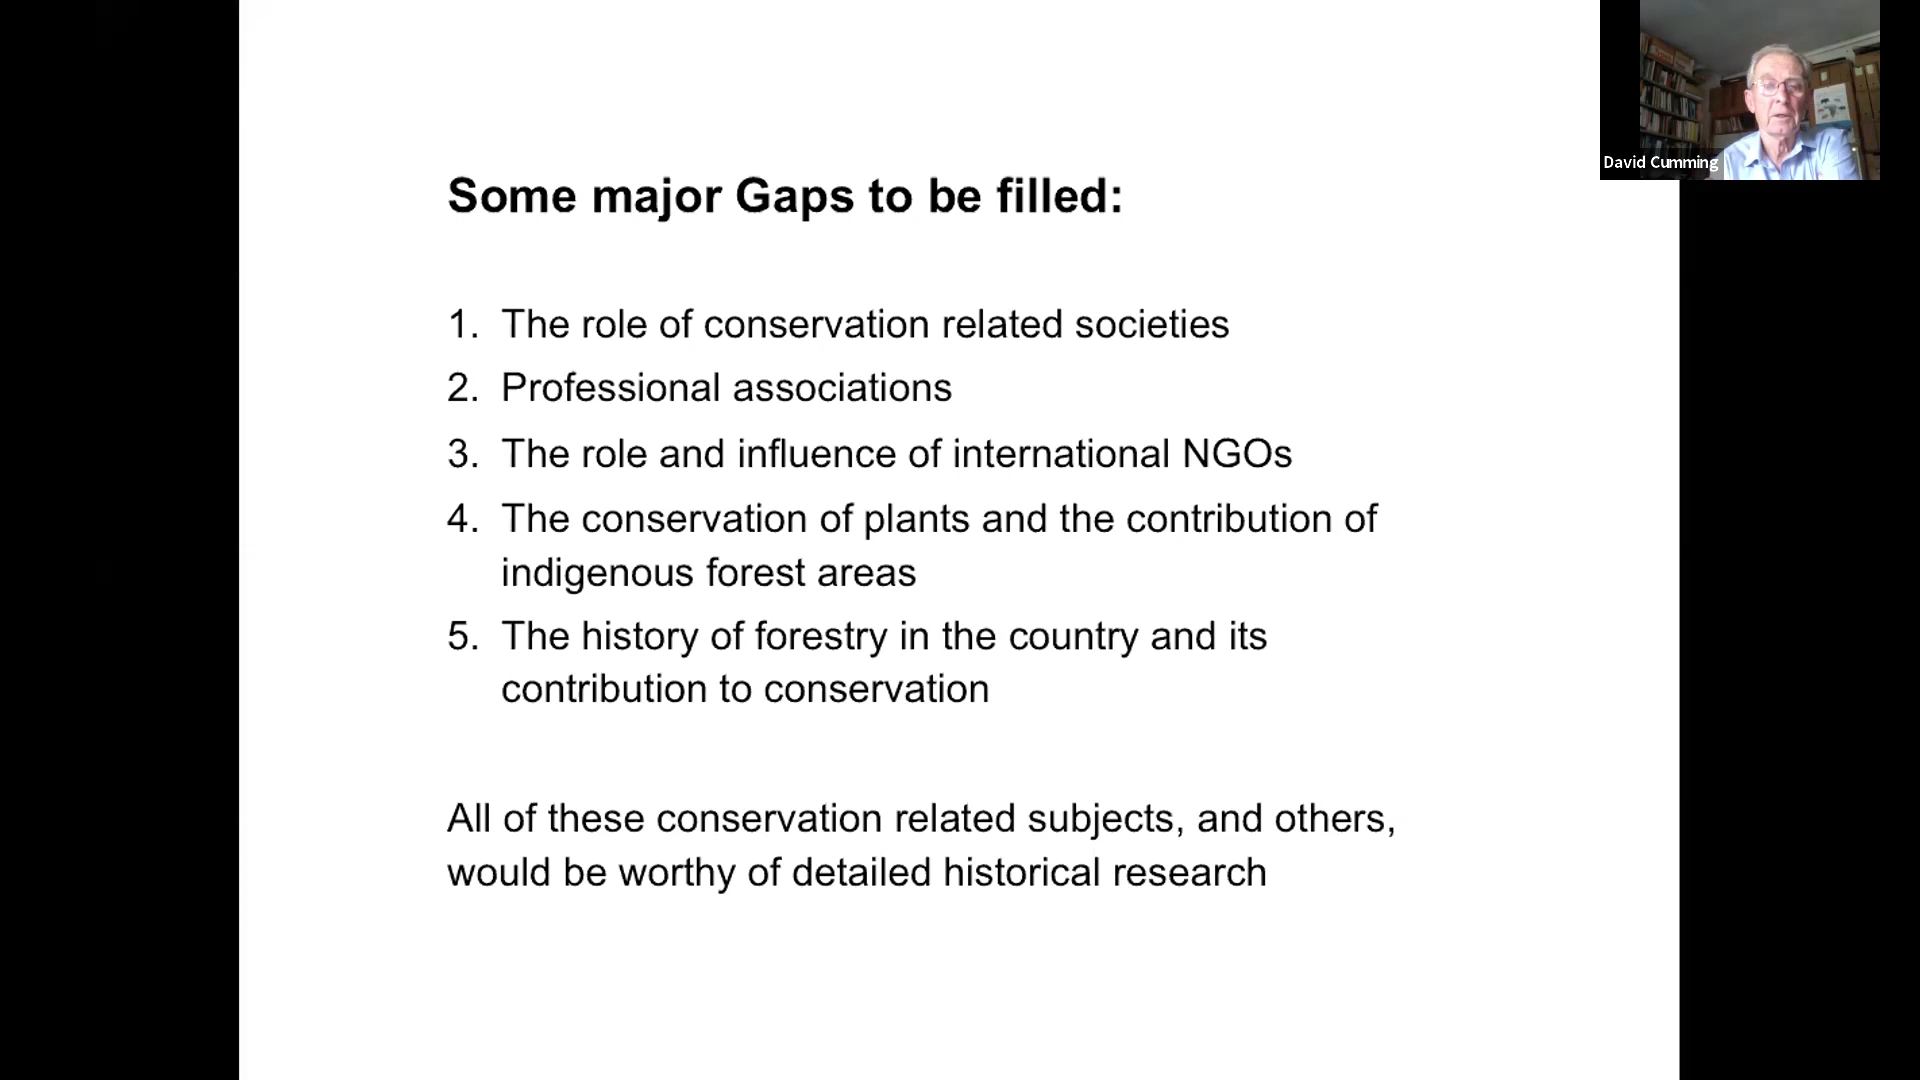 David Cumming
Some major Gaps to be filled:
1. The role of conservation related societies
2. Professional associations
3. The role and influence of international NGOs
4. The conservation of plants and the contribution of
indigenous forest areas
5. The history of forestry in the country and its
contribution to conservation
All of these conservation related subjects, and others,
would be worthy of detailed historical research